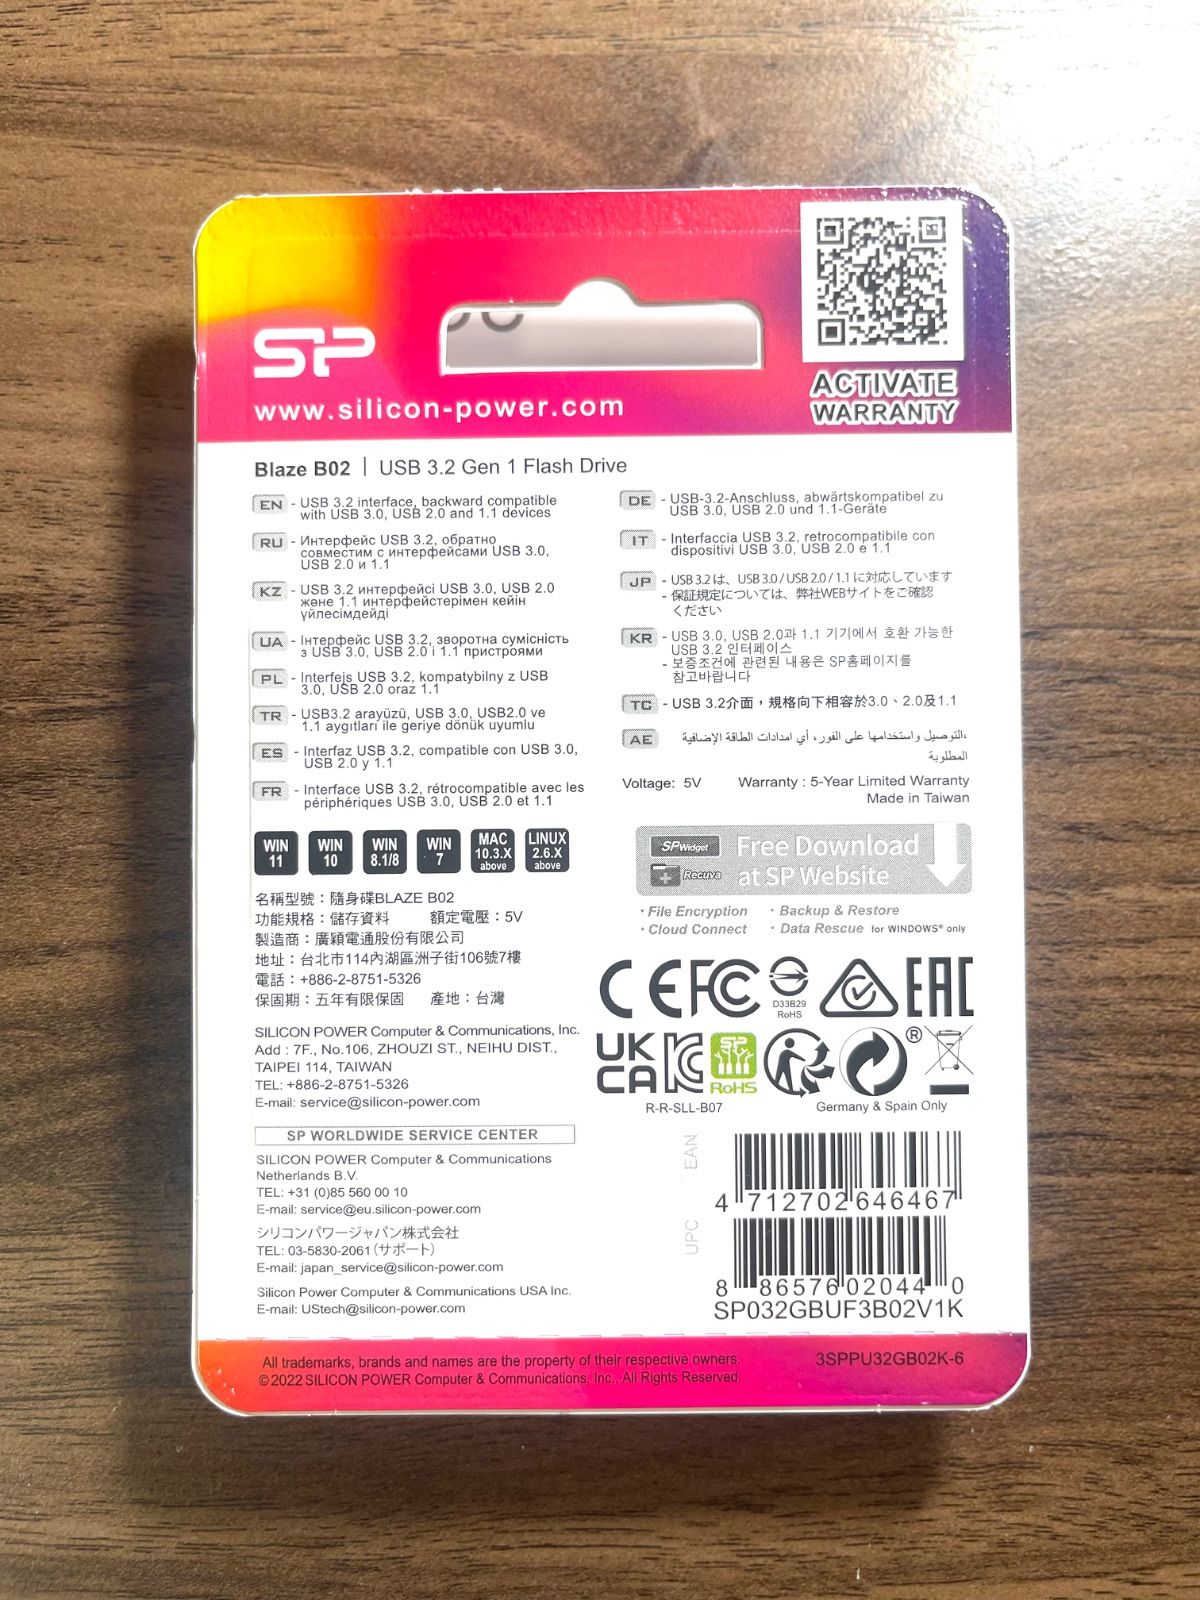 SP
www.silicon-power.com
ACTIVATE
WARRANTY
Blaze B02 | USB 3.2 Gen 1 Flash Drive
EN - USB 3.2 interface, backward compatible
with USB 3.0, USB 2.0 and 1.1 devices
RU - Интерфейс USB 3.2, обратно
совместим с интерфейсами USB 3.0,
USB 2.0 и 1.1
KZ - USB 3.2 интерфейсі USB 3.0, USB 2.0
және 1.1 интерфейстерімен кейін
үйлесімдейді
UA - Інтерфейс USB 3.2, зворотна сумісність
з USB 3.0, USB 2.0 і 1.1 пристроями
PL - Interfejs USB 3.2, kompatybilny z USB
3.0, USB 2.0 oraz 1.1
TR - USB3.2 arayüzü, USB 3.0, USB2.0 ve
1.1 aygıtları ile geriye dönük uyumlu
ES - Interfaz USB 3.2, compatible con USB 3.0,
USB 2.0 y 1.1
FR - Interface USB 3.2, rétrocompatible avec les
périphériques USB 3.0, USB 2.0 et 1.1
DE - USB-3.2-Anschluss, abwärtskompatibel zu
USB 3.0, USB 2.0 und 1.1-Geräte
IT - Interfaccia USB 3.2, retrocompatibile con
dispositivi USB 3.0, USB 2.0 e 1.1
JP - USB 3.2 は、USB 3.0 / USB 2.0 / 1.1 に対応しています
- 保証規定については、弊社WEBサイトをご確認
ください
KR - USB 3.0, USB 2.0과 1.1 기기에서 호환 가능한
USB 3.2 인터페이스
- 보증조건에 관련된 내용은 SP홈페이지를
참고바랍니다
TC - USB 3.2介面，規格向下相容於3.0、2.0及1.1
AE التوصيل واستخدامها على الفور، أي امدادات الطاقة الإضافية،
المطلوبة
Voltage: 5V Warranty : 5-Year Limited Warranty
Made in Taiwan
WIN 11
WIN 10
WIN 8.1/8
WIN 7
MAC 10.3.X above
LINUX 2.6.X above
SP Widget
Recuva
Free Download
at SP Website
· File Encryption · Backup & Restore
· Cloud Connect · Data Rescue for WINDOWS® only
名稱型號：隨身碟BLAZE B02
功能規格：儲存資料 額定電壓：5V
製造商：廣穎電通股份有限公司
地址：台北市114內湖區洲子街106號7樓
電話：+886-2-8751-5326
保固期：五年有限保固 產地：台灣
SILICON POWER Computer & Communications, Inc.
Add : 7F., No.106, ZHOUZI ST., NEIHU DIST.,
TAIPEI 114, TAIWAN
TEL: +886-2-8751-5326
E-mail: service@silicon-power.com
SP WORLDWIDE SERVICE CENTER
SILICON POWER Computer & Communications
Netherlands B.V.
TEL: +31 (0)85 560 00 10
E-mail: service@eu.silicon-power.com
シリコンパワージャパン株式会社
TEL: 03-5830-2061 (サポート)
E-mail: japan_service@silicon-power.com
Silicon Power Computer & Communications USA Inc.
E-mail: UStech@silicon-power.com
CE FC D33B29 RoHS EAC
UK CA KC SP RoHS ®
R-R-SLL-B07
Germany & Spain Only
EAN
4 712702 646467
UPC
8 86576 02044 0
SP032GBUF3B02V1K
All trademarks, brands and names are the property of their respective owners.
©2022 SILICON POWER Computer & Communications, Inc., All Rights Reserved.
3SPPU32GB02K-6